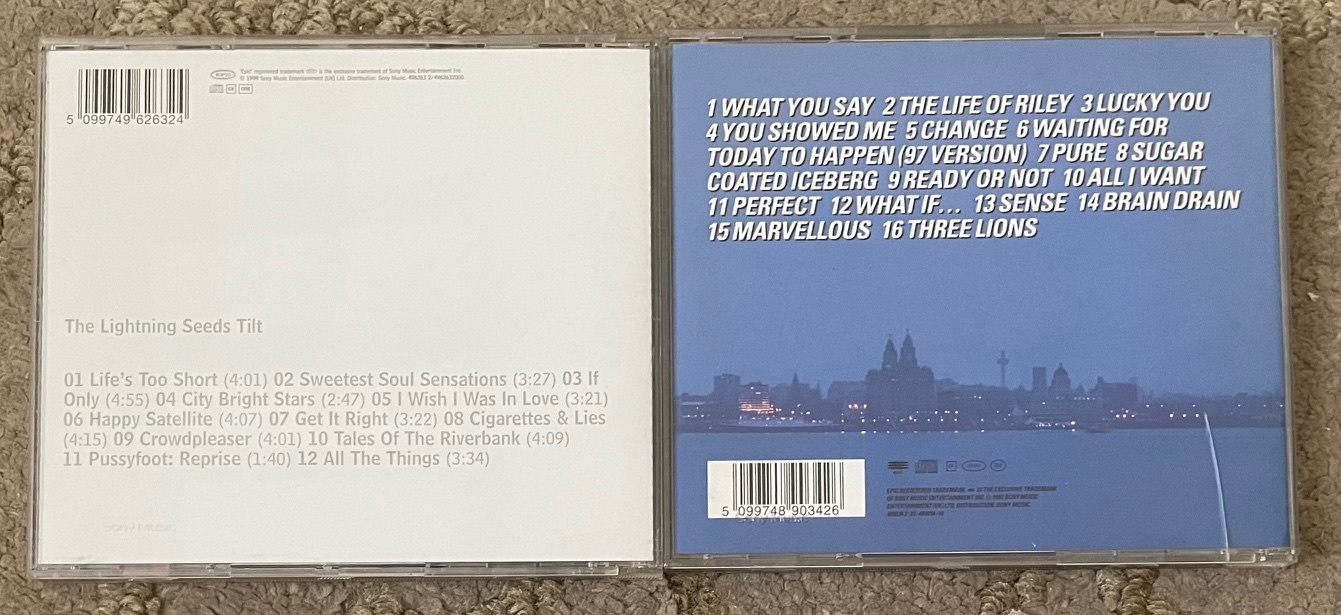 5 099749 626324
The Lightning Seeds Tilt
01 Life's Too Short (4:01) 02 Sweetest Soul Sensations (3:27) 03 If
Only (4:55) 04 City Bright Stars (2:47) 05 I Wish I Was In Love (3:21)
06 Happy Satellite (4:07) 07 Get It Right (3:22) 08 Cigarettes & Lies
(4:15) 09 Crowdpleaser (4:01) 10 Tales Of The Riverbank (4:09)
11 Pussyfoot: Reprise (1:40) 12 All The Things (3:34)
SONY MUSIC
1 WHAT YOU SAY 2 THE LIFE OF RILEY 3 LUCKY YOU
4 YOU SHOWED ME 5 CHANGE 6 WAITING FOR
TODAY TO HAPPEN (97 VERSION) 7 PURE 8 SUGAR
COATED ICEBERG 9 READY OR NOT 10 ALL I WANT
11 PERFECT 12 WHAT IF... 13 SENSE 14 BRAIN DRAIN
15 MARVELLOUS 16 THREE LIONS
5 099748 903426